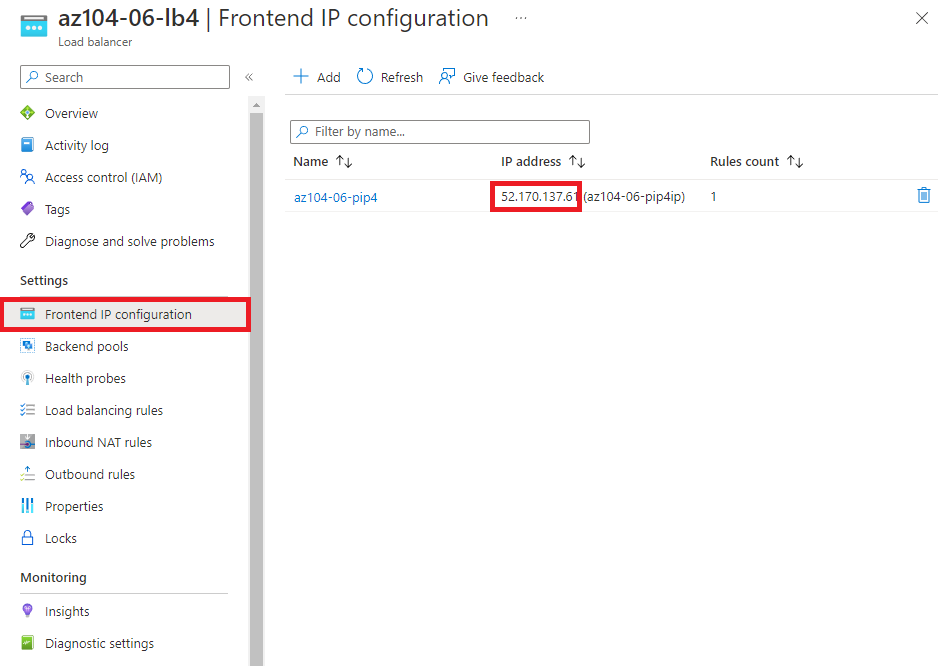 az104-06-lb4 | Frontend IP configuration ...
Load balancer
Search
«
Overview
Activity log
Access control (IAM)
Tags
Diagnose and solve problems
Settings
Frontend IP configuration
Backend pools
Health probes
Load balancing rules
Inbound NAT rules
Outbound rules
Properties
Locks
Monitoring
Insights
Diagnostic settings
Add Refresh Give feedback
Filter by name...
Name ↑↓ IP address ↑↓ Rules count ↑↓
az104-06-pip4 52.170.137.61 (az104-06-pip4ip) 1